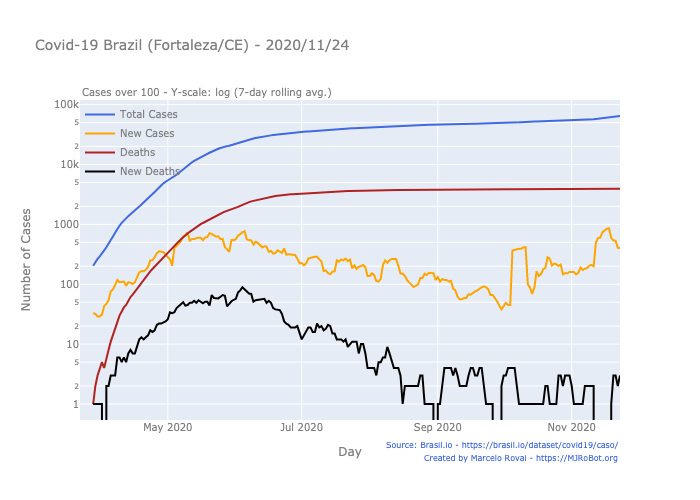 Covid-19 Brazil (Fortaleza/CE) - 2020/11/24
Cases over 100 - Y-scale: log (7-day rolling avg.)
Total Cases
New Cases
Deaths
New Deaths
100k
5
2
10k
5
2
1000
5
2
100
5
2
10
5
2
1
Number of Cases
May 2020
Jul 2020
Sep 2020
Nov 2020
Day
Source: Brasil.io - https://brasil.io/dataset/covid19/caso/
Created by Marcelo Rovai - https://MJRoBot.org